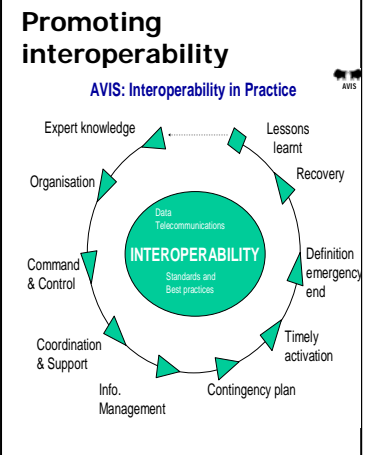 Promoting
interoperability
AVIS
AVIS: Interoperability in Practice
Expert knowledge
Lessons
learnt
Organisation
Recovery
Data
Telecommunications
INTEROPERABILITY
Standards and
Best practices
Command
& Control
Definition
emergency
end
Coordination
& Support
Timely
activation
Info.
Management
Contingency plan